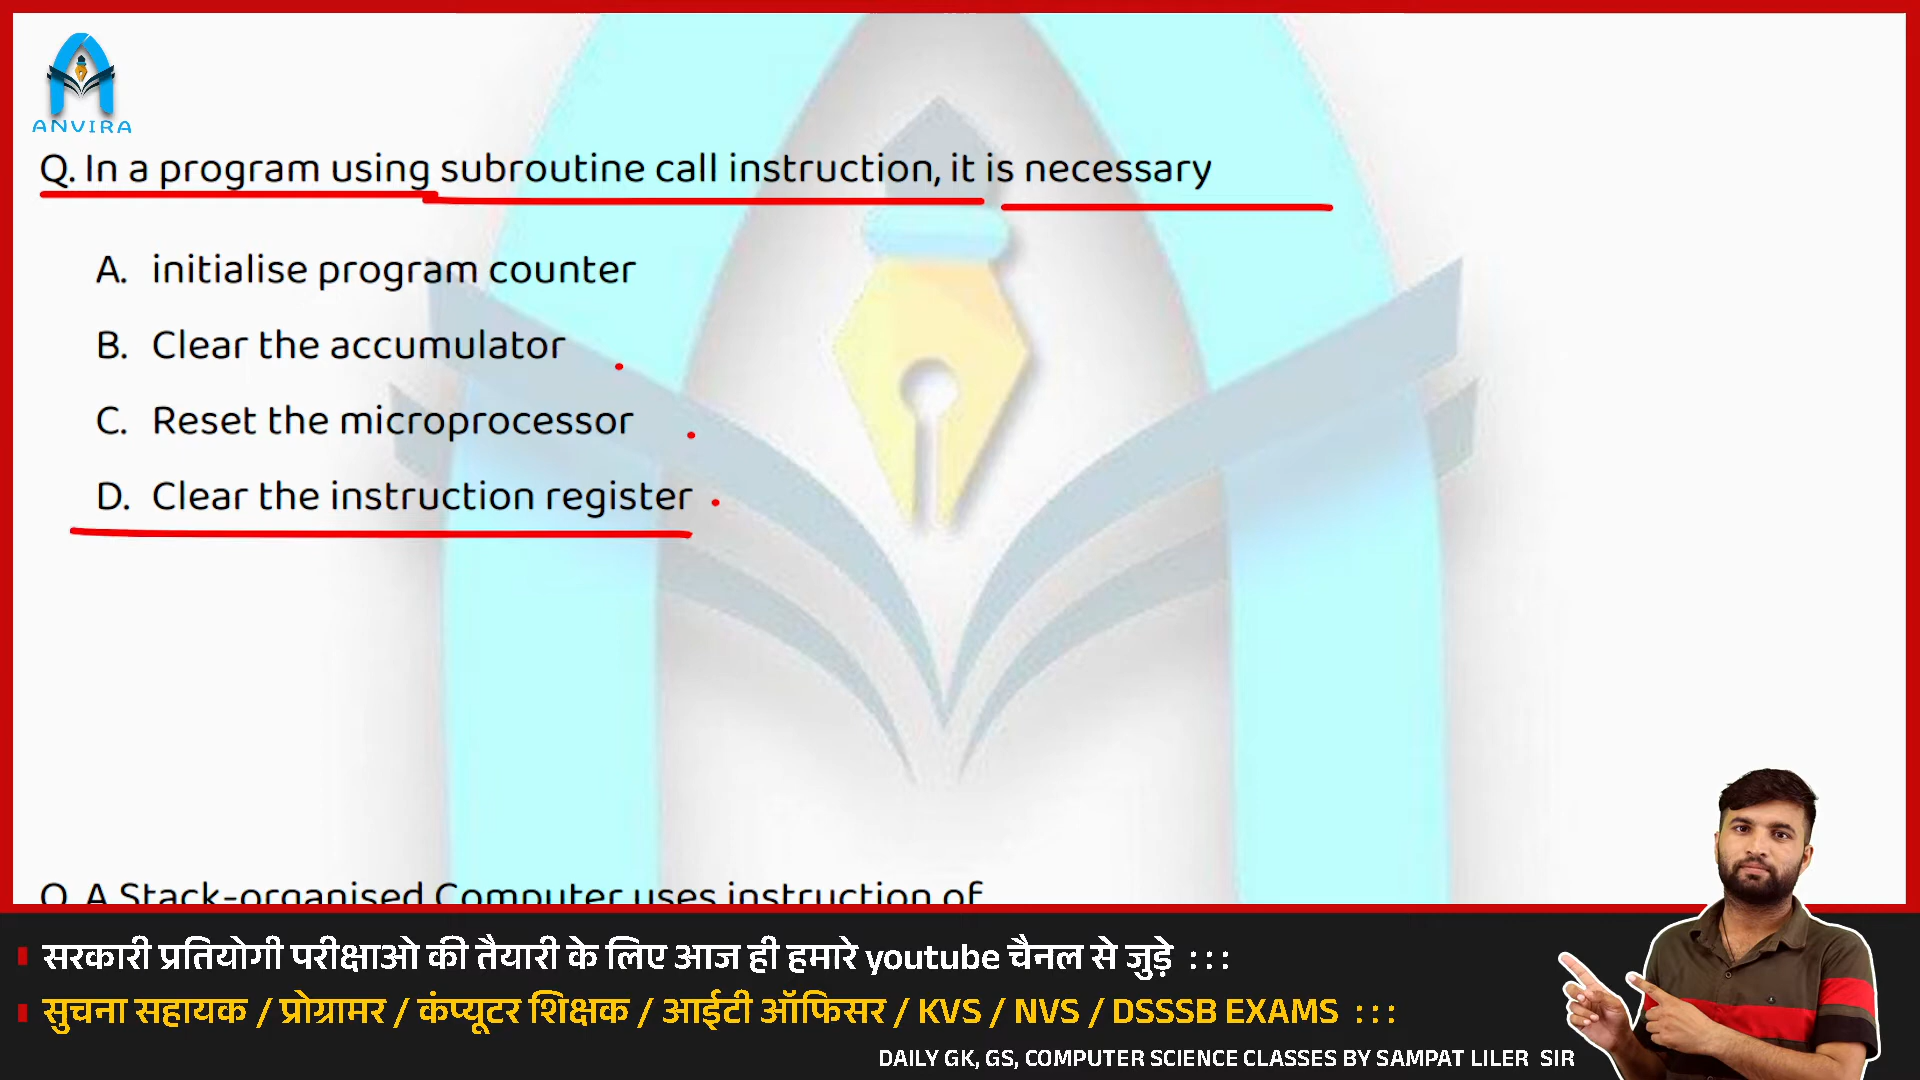 ANVIRA
Q. In a program using subroutine call instruction, it is necessary
A. initialise program counter
B. Clear the accumulator
C. Reset the microprocessor
D. Clear the instruction register
Q. A Stack-organised Computer uses instruction of
सरकारी प्रतियोगी परीक्षाओ की तैयारी के लिए आज ही हमारे youtube चैनल से जुड़े : : :
सुचना सहायक / प्रोग्रामर / कंप्यूटर शिक्षक / आईटी ऑफिसर / KVS / NVS / DSSSB EXAMS : : :
DAILY GK, GS, COMPUTER SCIENCE CLASSES BY SAMPAT LILER SIR